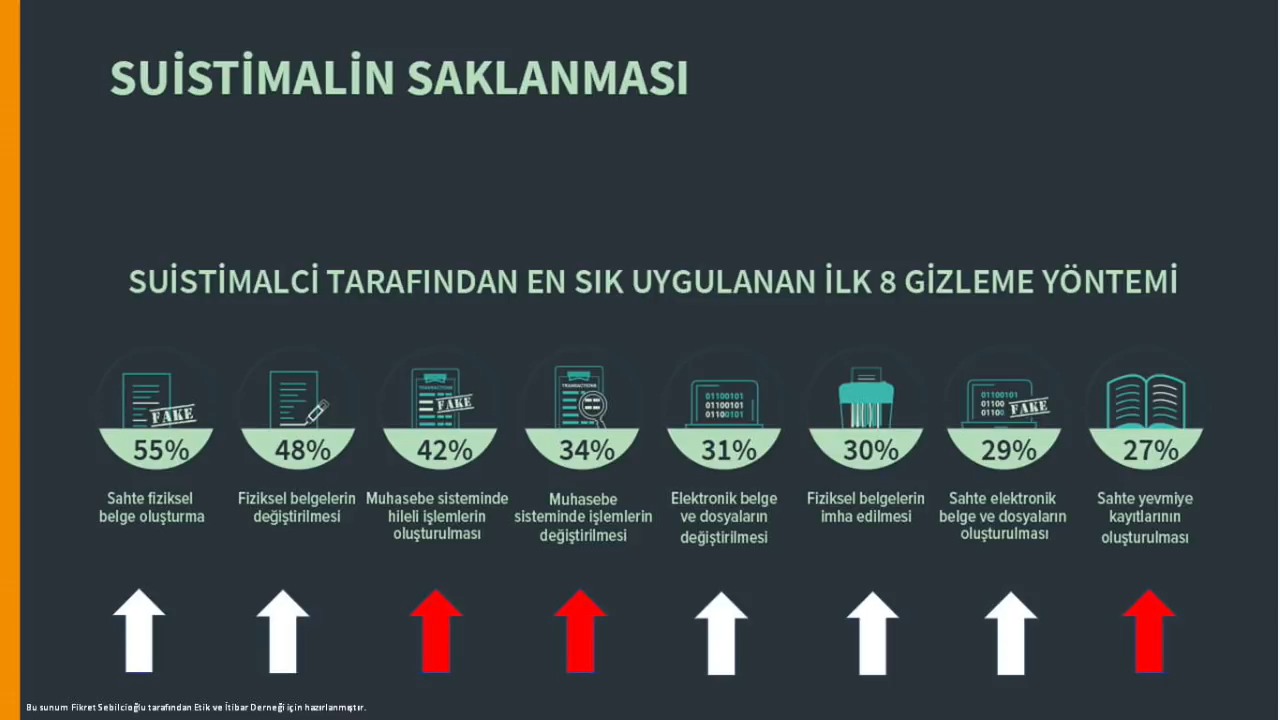 SUİSTİMALİN SAKLANMASI
SUİSTİMALCİ TARAFINDAN EN SIK UYGULANAN İLK 8 GİZLEME YÖNTEMİ
FAKE
55%
Sahte fiziksel
belge oluşturma
48%
Fiziksel belgelerin
değiştirilmesi
TRANSACTIONS
FAKE
42%
Muhasebe sisteminde
hileli işlemlerin
oluşturulması
TRANSACTIONS
34%
Muhasebe
sisteminde işlemlerin
değiştirilmesi
01100101
01100101
01100101
31%
Elektronik belge
ve dosyaların
değiştirilmesi
30%
Fiziksel belgelerin
imha edilmesi
01100101
01100
0110
FAKE
29%
Sahte elektronik
belge ve dosyaların
oluşturulması
27%
Sahte yevmiye
kayıtlarının
oluşturulması
Bu sunum Fikret Sebilcioğlu tarafından Etik ve İtibar Derneği için hazırlanmıştır.